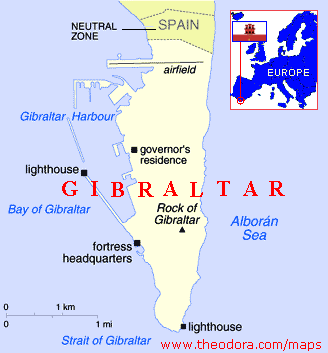 NEUTRAL
ZONE
SPAIN
EUROPE
airfield
Gibraltar Harbour
governor's
residence
lighthouse
GIBRALTAR
Bay of Gibraltar
Rock of
Gibraltar
Alborán
Sea
fortress
headquarters
0 1 km
0 1 mi
lighthouse
Strait of Gibraltar
www.theodora.com/maps